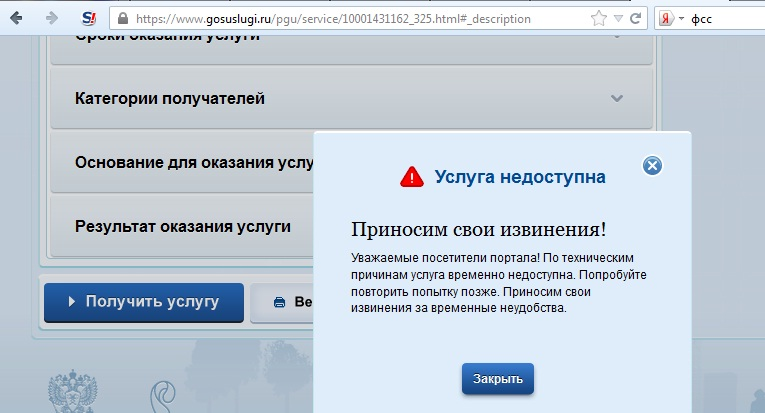 https://www.gosuslugi.ru/pgu/service/10001431162_325.html#_description
фсс
Сроки оказания услуги
Категории получателей
Основание для оказания услу
Результат оказания услуги
Получить услугу
Ве
Услуга недоступна
Приносим свои извинения!
Уважаемые посетители портала! По техническим
причинам услуга временно недоступна. Попробуйте
повторить попытку позже. Приносим свои
извинения за временные неудобства.
Закрыть